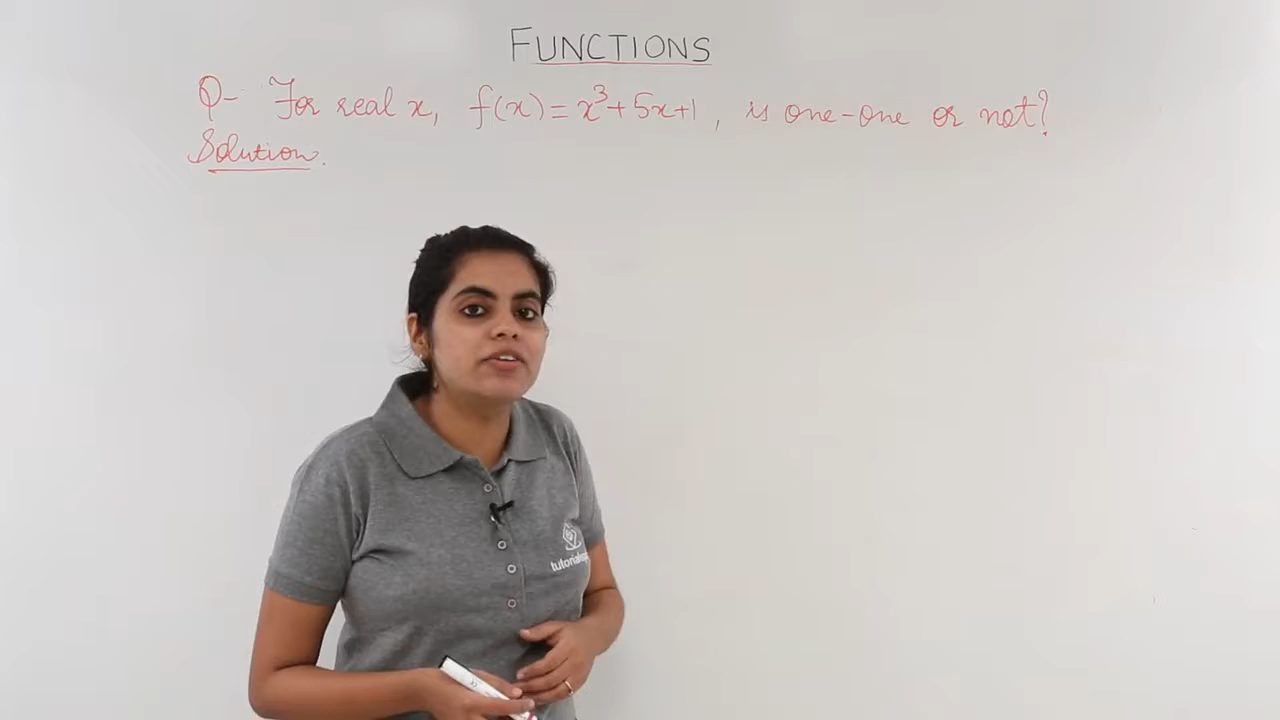 FUNCTIONS
Q- For real x, f(x) = x³ + 5x + 1, is one-one or not?
Solution.